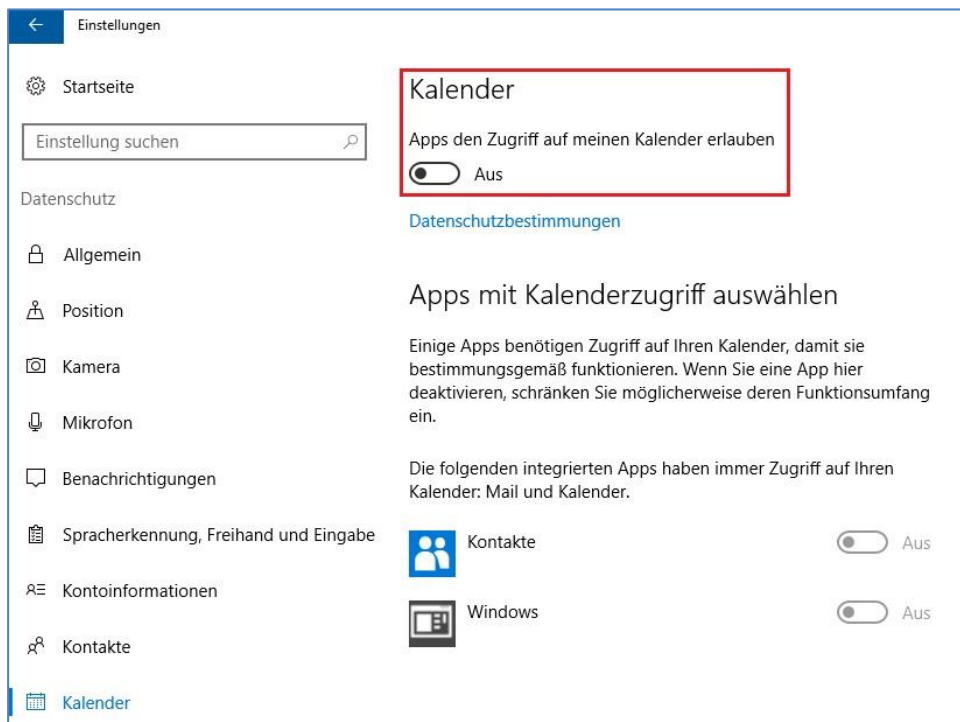 Einstellungen
Startseite
Einstellung suchen
Datenschutz
Allgemein
Position
Kamera
Mikrofon
Benachrichtigungen
Spracherkennung, Freihand und Eingabe
Kontoinformationen
Kontakte
Kalender
Kalender
Apps den Zugriff auf meinen Kalender erlauben
Aus
Datenschutzbestimmungen
Apps mit Kalenderzugriff auswählen
Einige Apps benötigen Zugriff auf Ihren Kalender, damit sie
bestimmungsgemäß funktionieren. Wenn Sie eine App hier
deaktivieren, schränken Sie möglicherweise deren Funktionsumfang
ein.
Die folgenden integrierten Apps haben immer Zugriff auf Ihren
Kalender: Mail und Kalender.
Kontakte Aus
Windows Aus